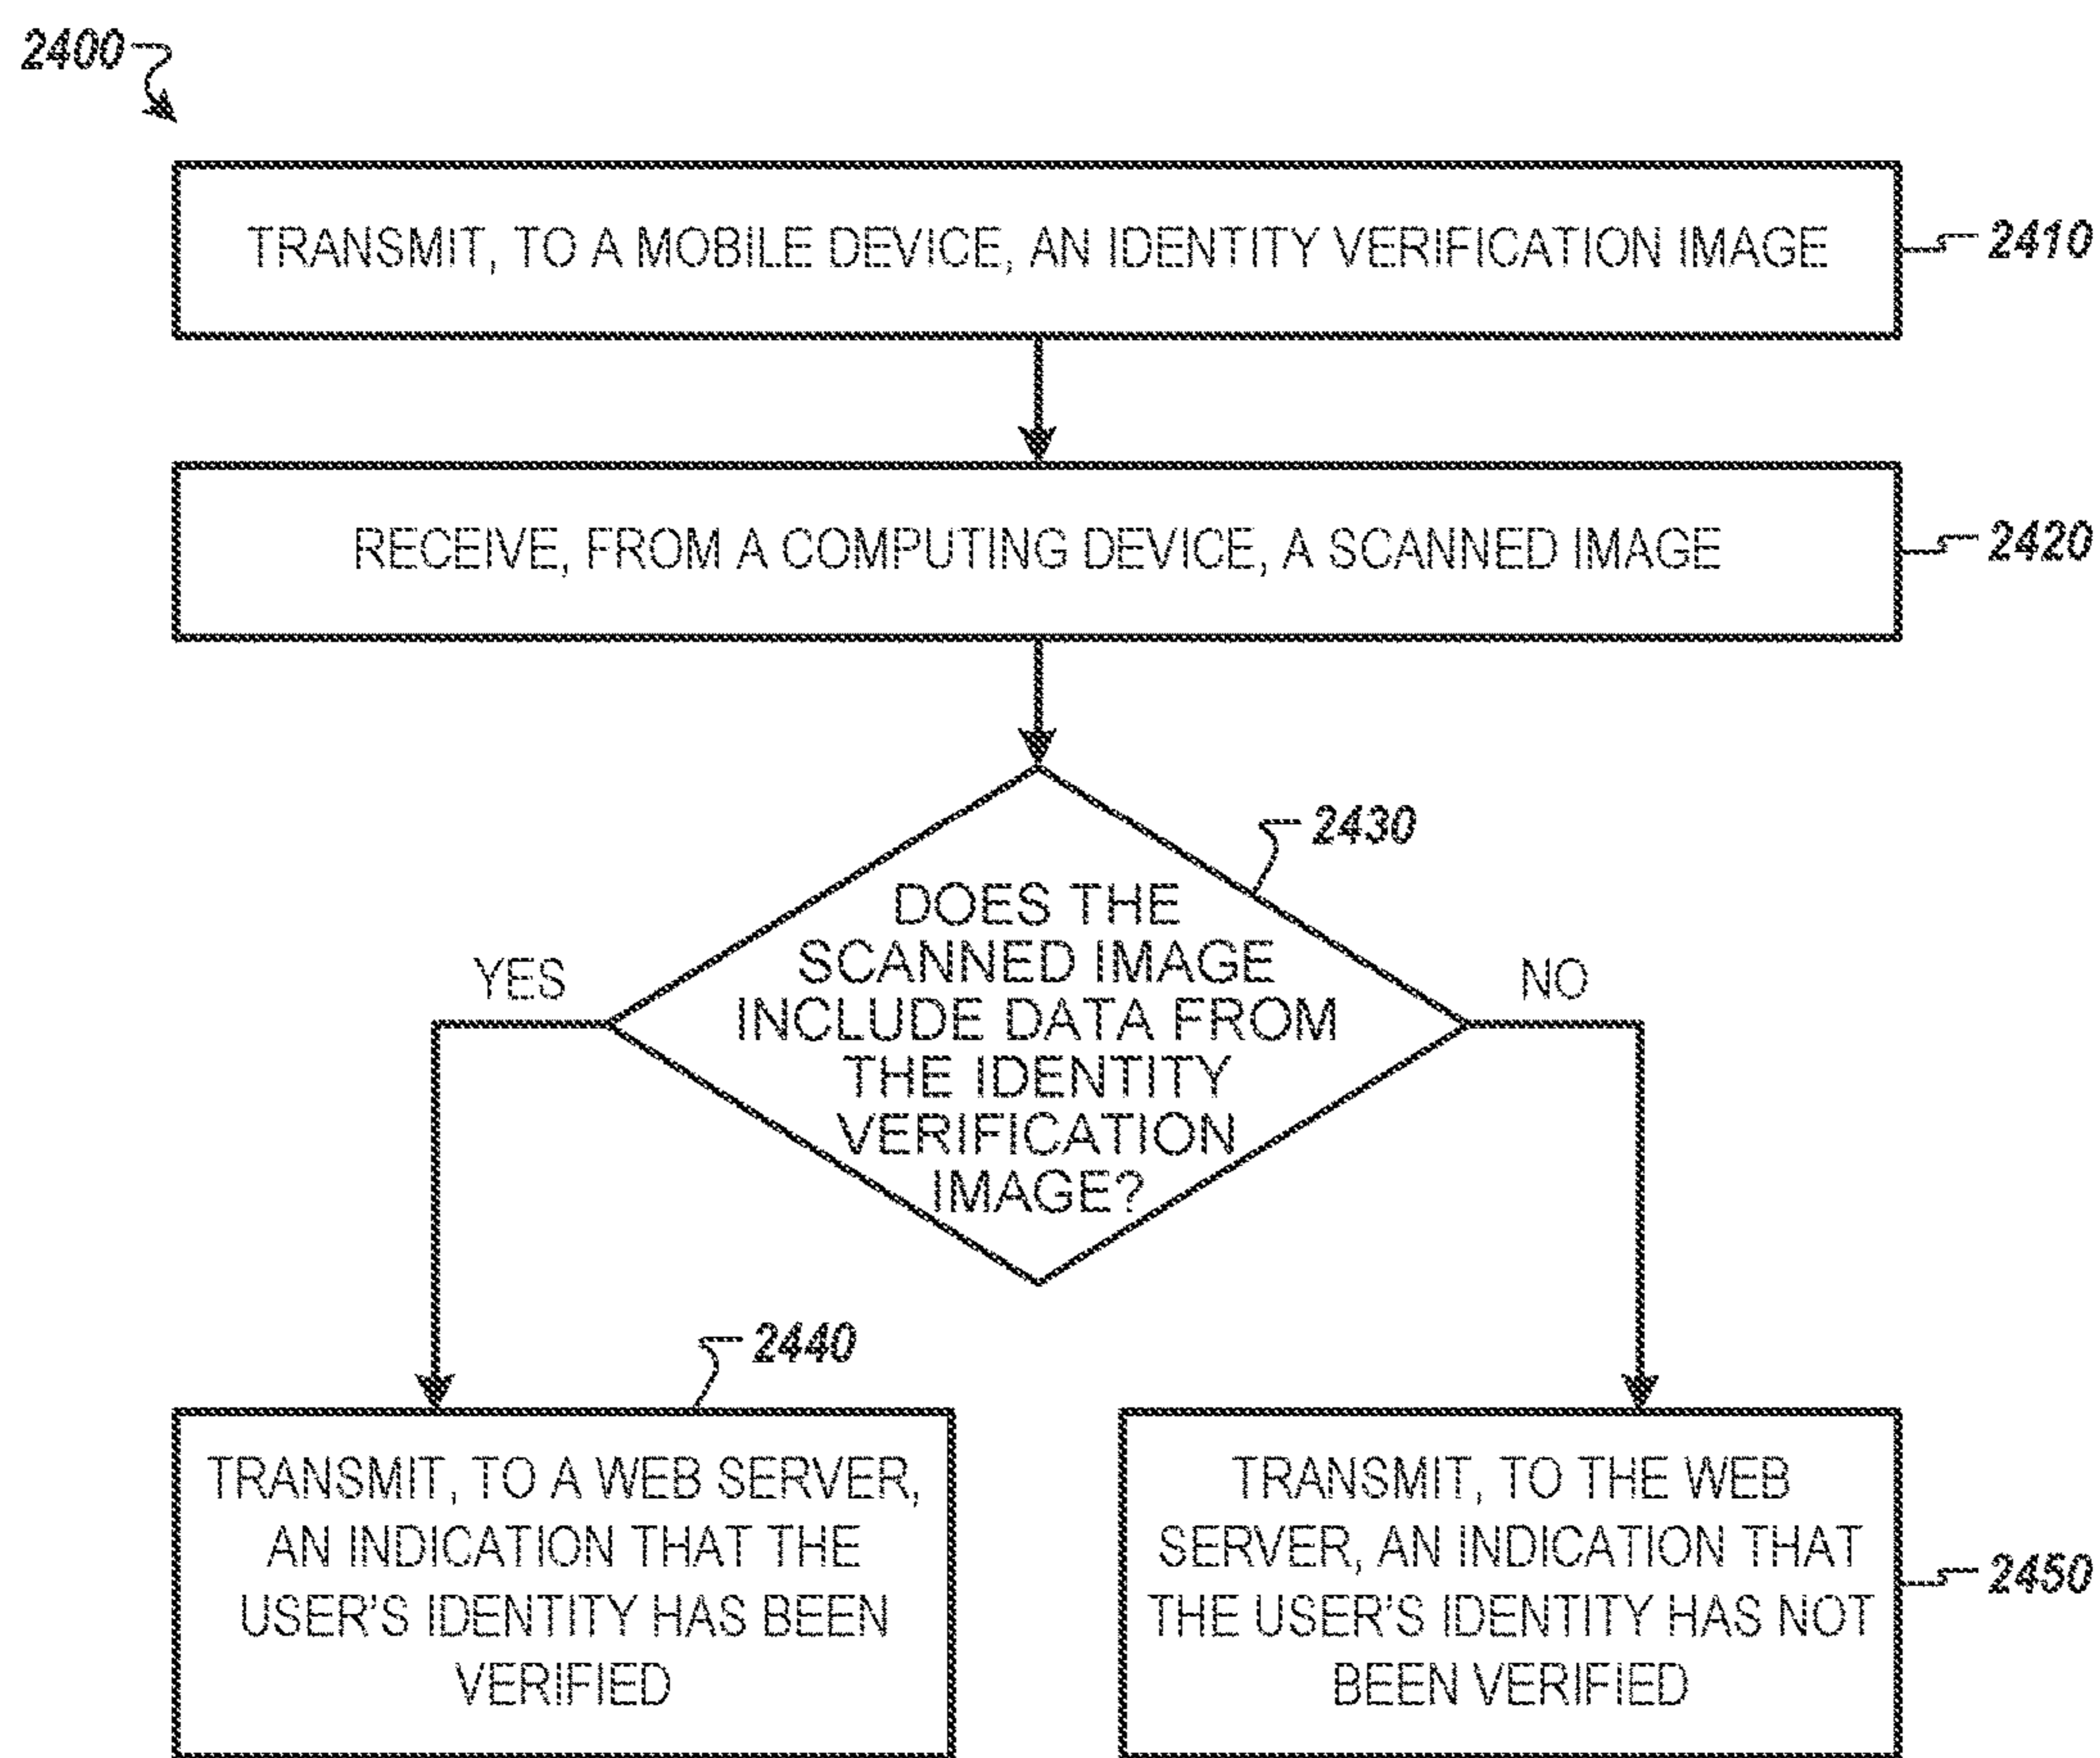 2400
TRANSMIT, TO A MOBILE DEVICE, AN IDENTITY VERIFICATION IMAGE
2410
RECEIVE, FROM A COMPUTING DEVICE, A SCANNED IMAGE
2420
2430
DOES THE
SCANNED IMAGE
INCLUDE DATA FROM
THE IDENTITY
VERIFICATION
IMAGE?
YES
NO
2440
TRANSMIT, TO A WEB SERVER,
AN INDICATION THAT THE
USER'S IDENTITY HAS BEEN
VERIFIED
TRANSMIT, TO THE WEB
SERVER, AN INDICATION THAT
THE USER'S IDENTITY HAS NOT
BEEN VERIFIED
2450